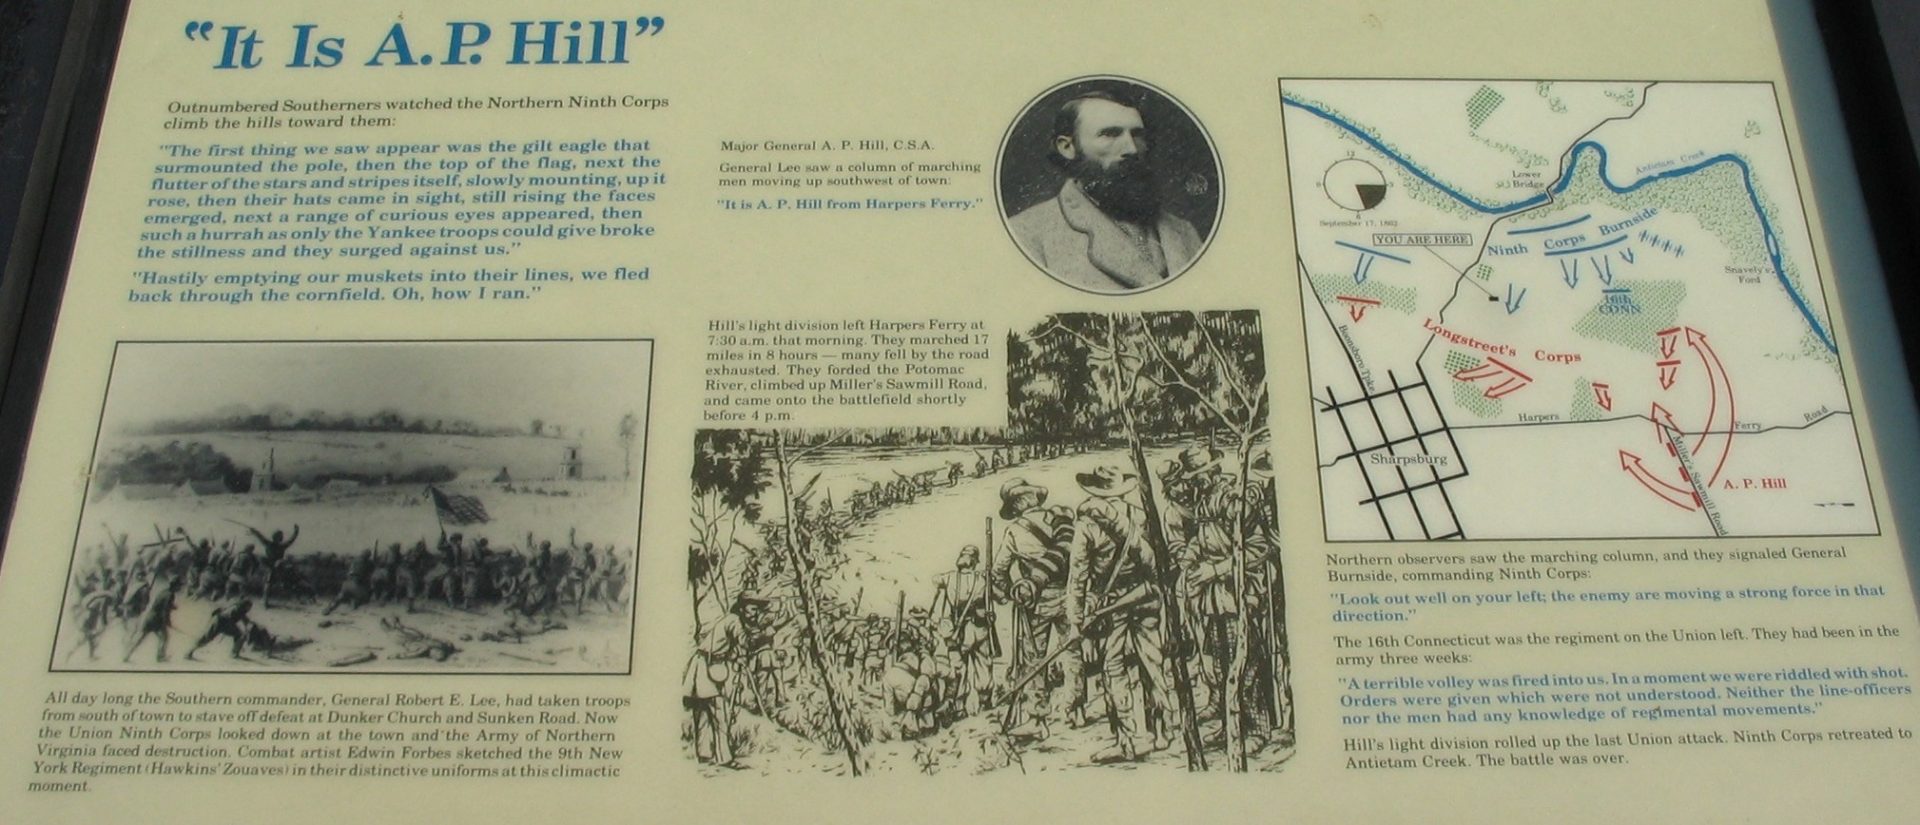 "It Is A.P. Hill"
Outnumbered Southerners watched the Northern Ninth Corps
climb the hills toward them:
"The first thing we saw appear was the gilt eagle that
surmounted the pole, then the top of the flag, next the
flutter of the stars and stripes itself, slowly mounting, up it
rose, then their hats came in sight, still rising the faces
emerged, next a range of curious eyes appeared, then
such a hurrah as only the Yankee troops could give broke
the stillness and they surged against us."
"Hastily emptying our muskets into their lines, we fled
back through the cornfield. Oh, how I ran."
All day long the Southern commander, General Robert E. Lee, had taken troops
from south of town to stave off defeat at Dunker Church and Sunken Road. Now
the Union Ninth Corps looked down at the town and the Army of Northern
Virginia faced destruction. Combat artist Edwin Forbes sketched the 9th New
York Regiment (Hawkins' Zouaves) in their distinctive uniforms at this climactic
moment.
Major General A. P. Hill, C.S.A.
General Lee saw a column of marching
men moving up southwest of town:
"It is A. P. Hill from Harpers Ferry."
Hill's light division left Harpers Ferry at
7:30 a.m. that morning. They marched 17
miles in 8 hours — many fell by the road
exhausted. They forded the Potomac
River, climbed up Miller's Sawmill Road,
and came onto the battlefield shortly
before 4 p.m.
12
3
6
9
September 17, 1862
Lower
Bridge
Antietam Creek
YOU ARE HERE
Ninth Corps Burnside
Snavely's
Ford
16th
CONN
Longstreet's Corps
Boonsboro Tpke
Harpers Ferry Road
Sharpsburg
Miller's Sawmill Road
A. P. Hill
Northern observers saw the marching column, and they signaled General
Burnside, commanding Ninth Corps:
"Look out well on your left; the enemy are moving a strong force in that
direction."
The 16th Connecticut was the regiment on the Union left. They had been in the
army three weeks:
"A terrible volley was fired into us. In a moment we were riddled with shot.
Orders were given which were not understood. Neither the line-officers
nor the men had any knowledge of regimental movements."
Hill's light division rolled up the last Union attack. Ninth Corps retreated to
Antietam Creek. The battle was over.